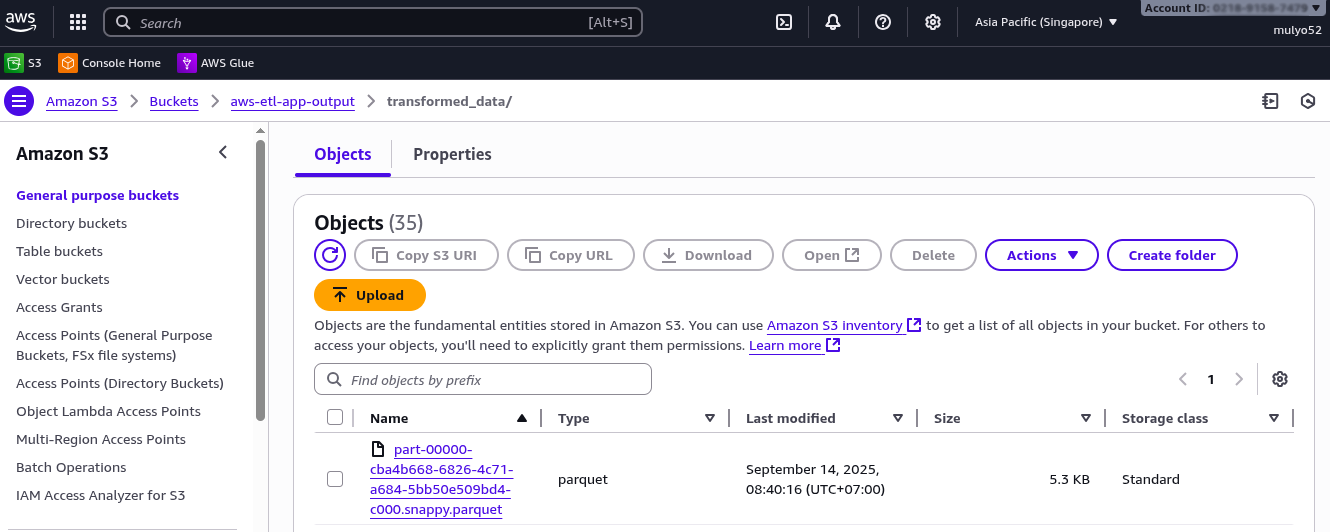 aws
Search
[Alt+S]
Asia Pacific (Singapore)
Account ID:
mulyo52
S3
Console Home
AWS Glue
Amazon S3
Buckets
aws-etl-app-output
transformed_data/
Amazon S3
General purpose buckets
Directory buckets
Table buckets
Vector buckets
Access Grants
Access Points (General Purpose
Buckets, FSx file systems)
Access Points (Directory Buckets)
Object Lambda Access Points
Multi-Region Access Points
Batch Operations
IAM Access Analyzer for S3
Objects
Properties
Objects (35)
Copy S3 URI
Copy URL
Download
Open
Delete
Actions
Create folder
Upload
Objects are the fundamental entities stored in Amazon S3. You can use Amazon S3 inventory to get a list of all objects in your bucket. For others to
access your objects, you'll need to explicitly grant them permissions. Learn more
Find objects by prefix
1
Name
Type
Last modified
Size
Storage class
part-00000-
cba4b668-6826-4c71-
a684-5bb50e509bd4-
c000.snappy.parquet
parquet
September 14, 2025,
08:40:16 (UTC+07:00)
5.3 KB
Standard